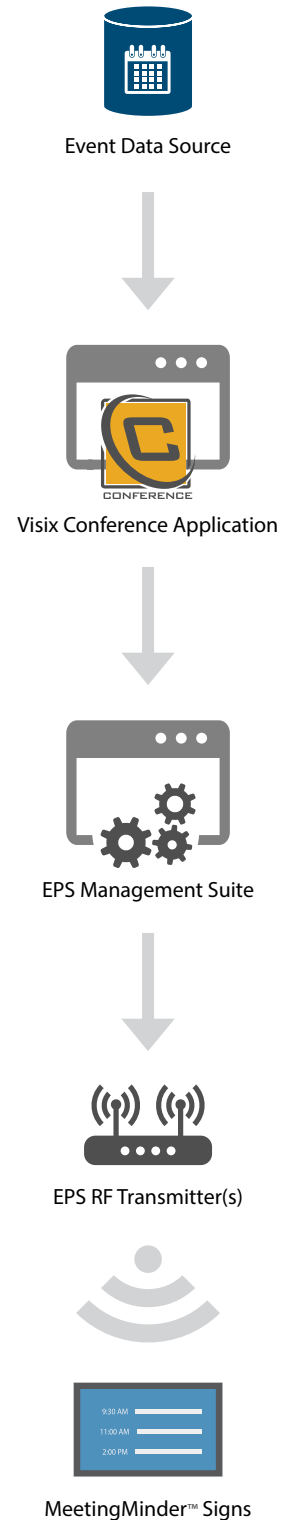 Event Data Source
C
CONFERENCE
Visix Conference Application
EPS Management Suite
EPS RF Transmitter(s)
9:30 AM
11:00 AM
2:00 PM
MeetingMinder™ Signs